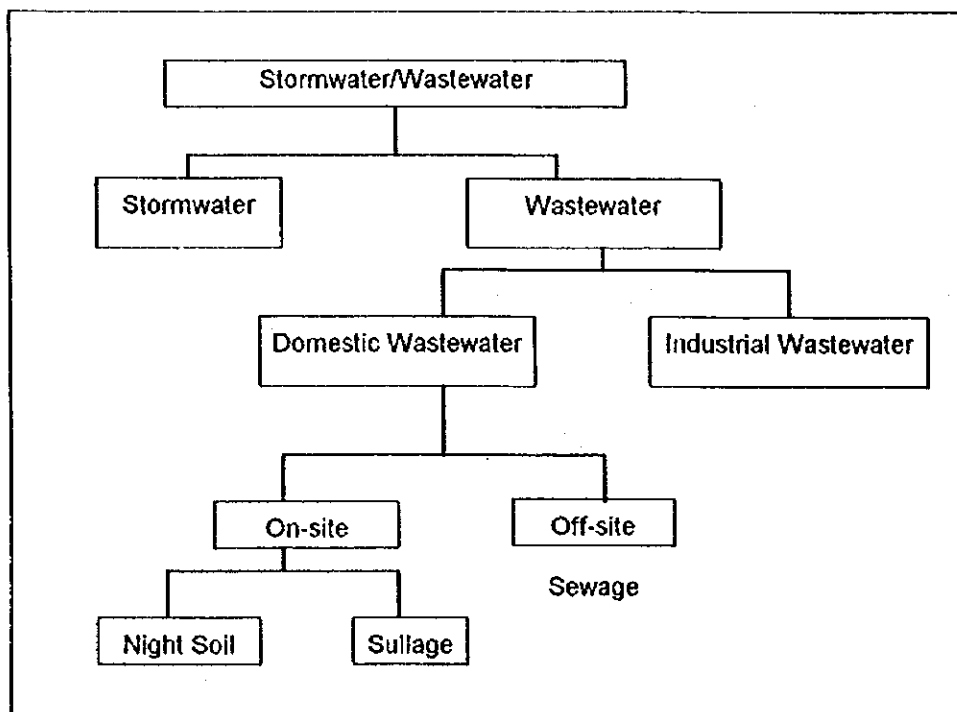 Stormwater/Wastewater
Stormwater
Wastewater
Domestic Wastewater
Industrial Wastewater
On-site
Off-site
Sewage
Night Soil
Sullage